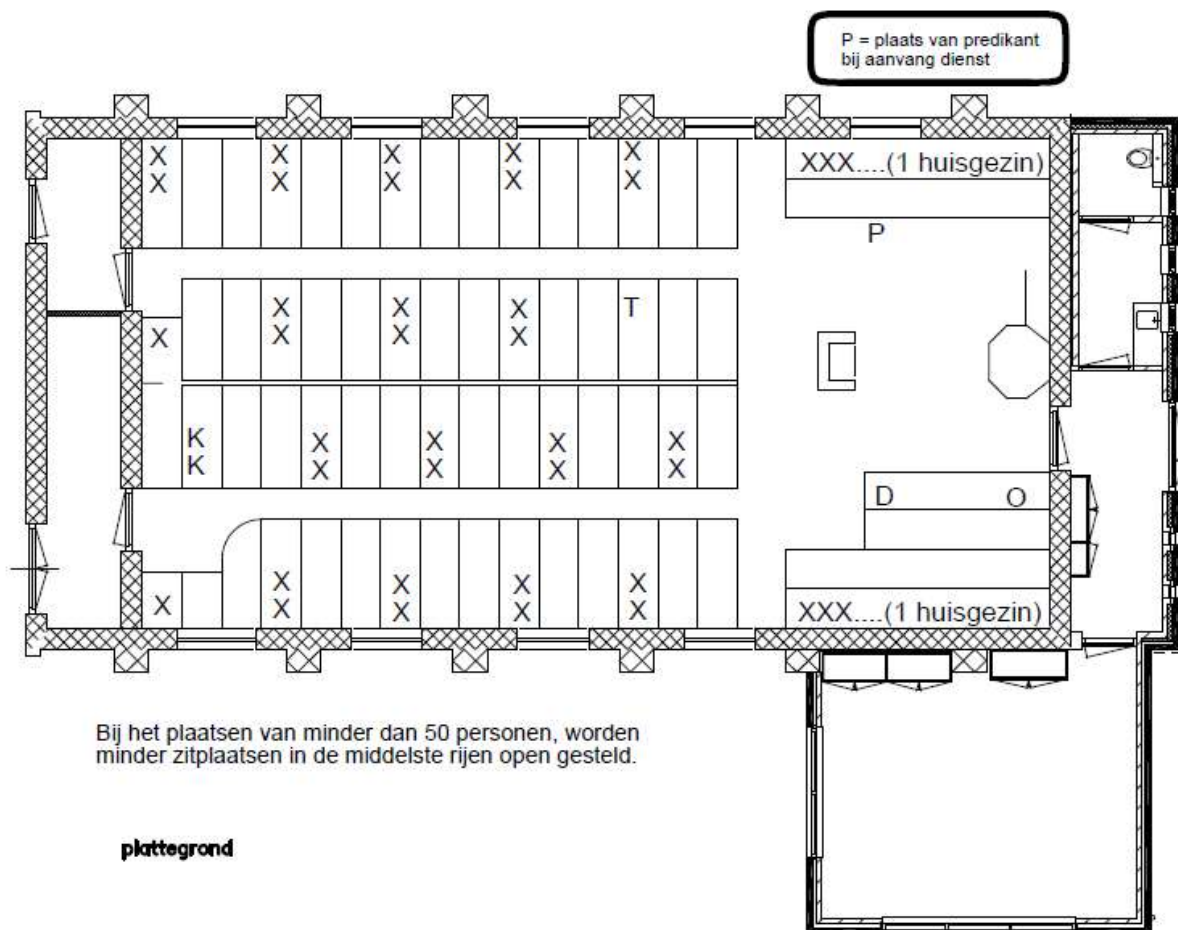 P = plaats van predikant
bij aanvang dienst
X X X X X XXX....(1 huisgezin)
X X X X X
P
X X X T
X X X X
K X X X X
K X X X X
D O
X X X X
X X X X X
XXX....(1 huisgezin)
Bij het plaatsen van minder dan 50 personen, worden
minder zitplaatsen in de middelste rijen open gesteld.
plattegrond